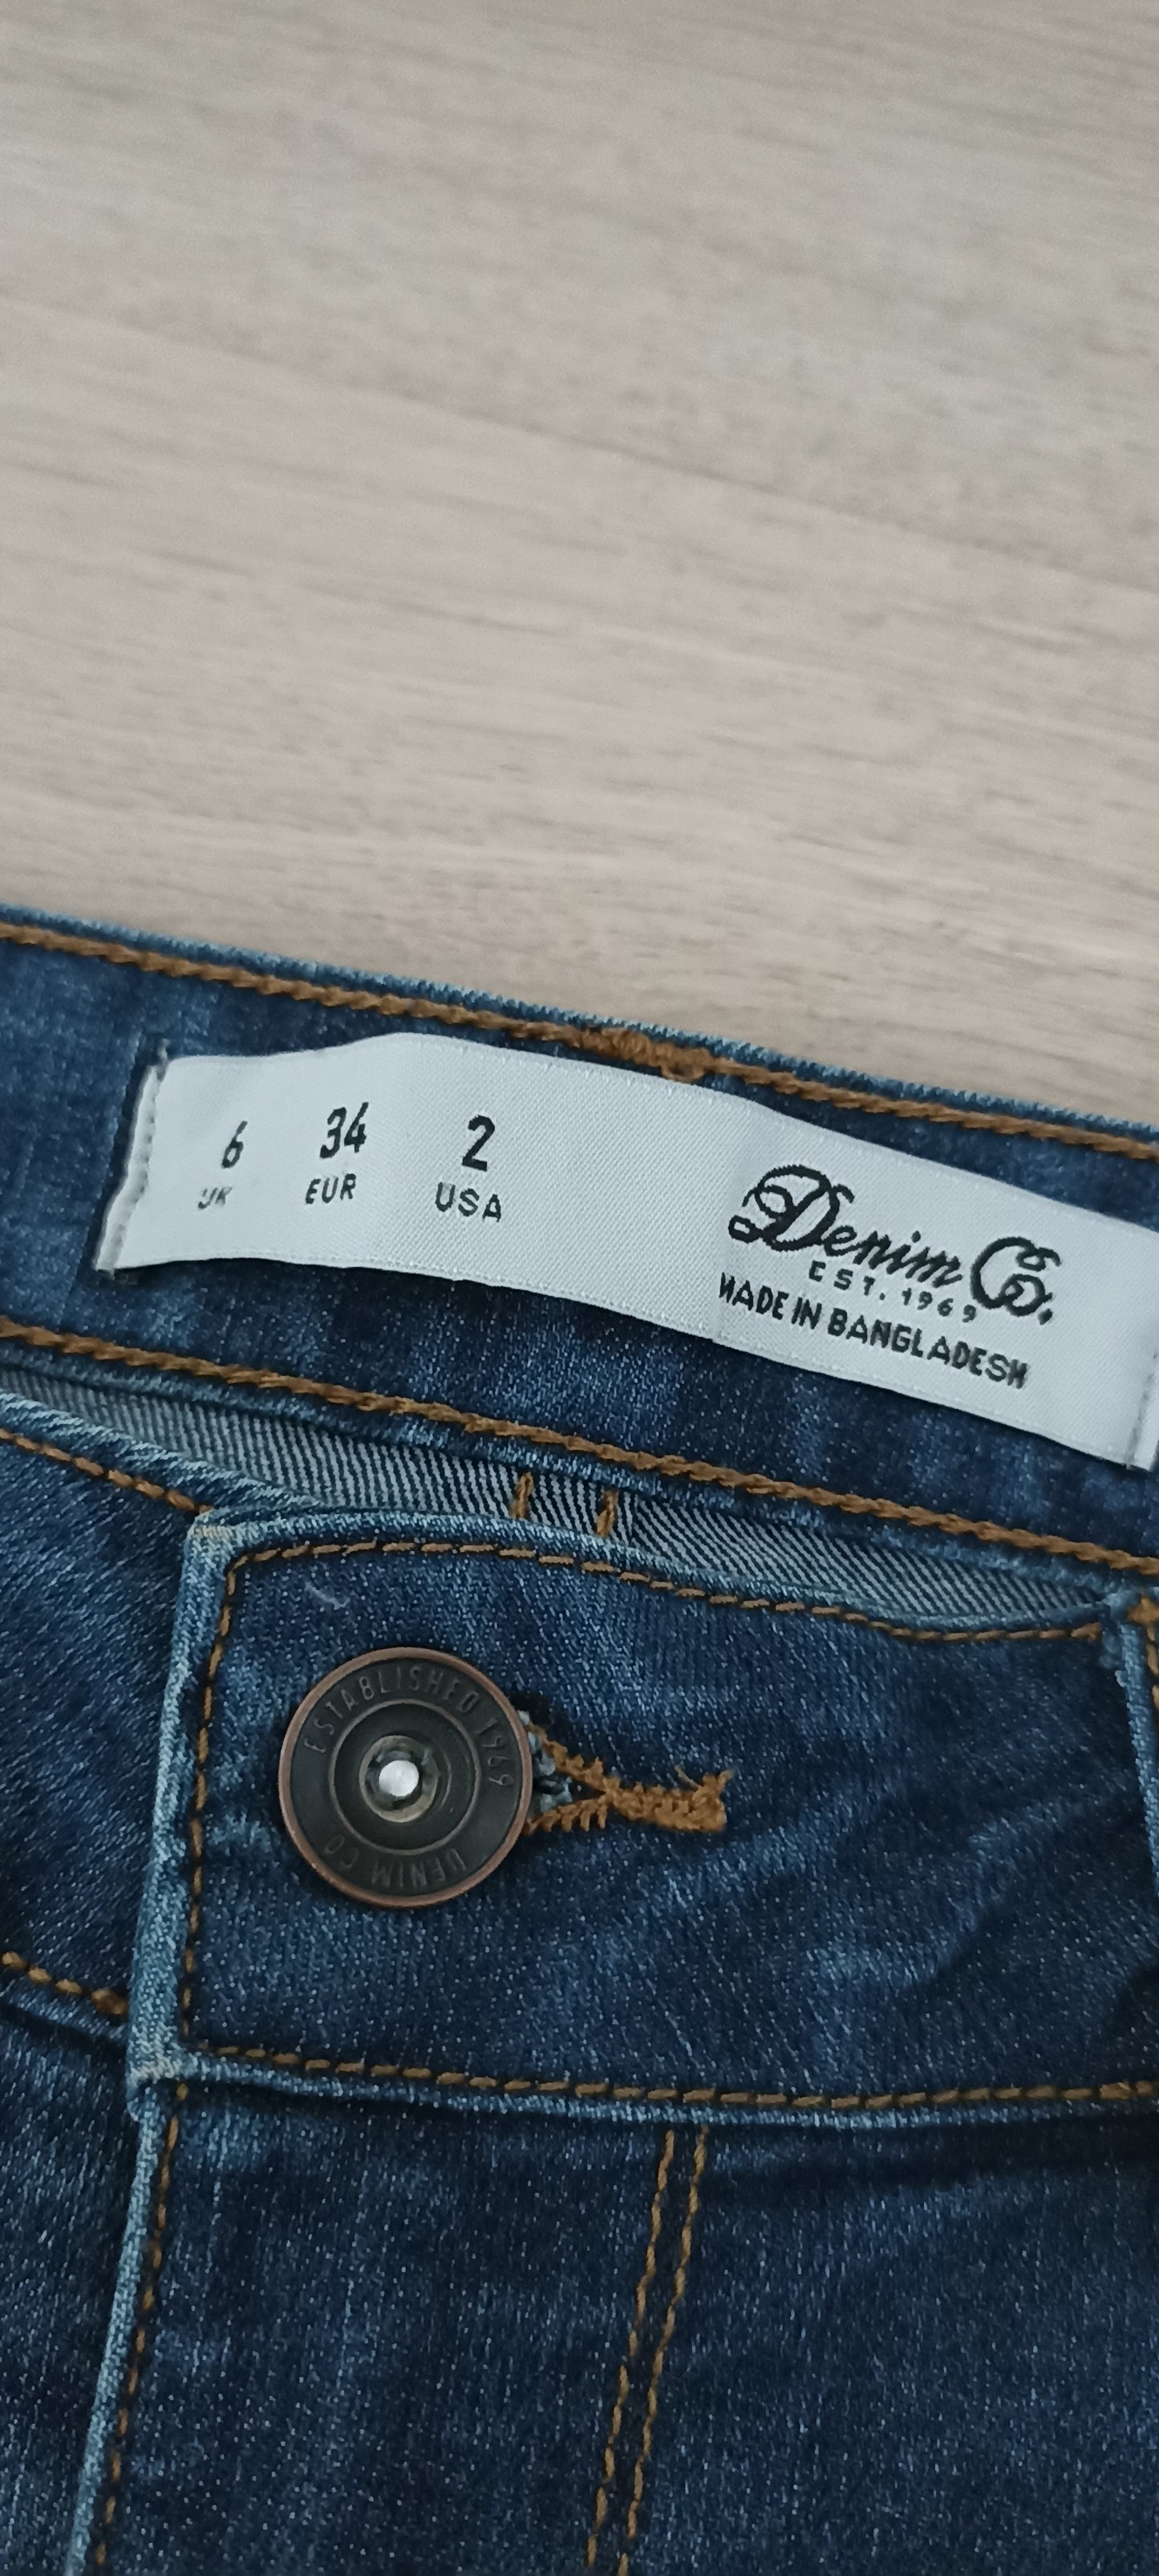 6 34 2
UK EUR USA
Denim Co.
EST. 1969
MADE IN BANGLADESH
ESTABLISHED 1969
DENIM CO